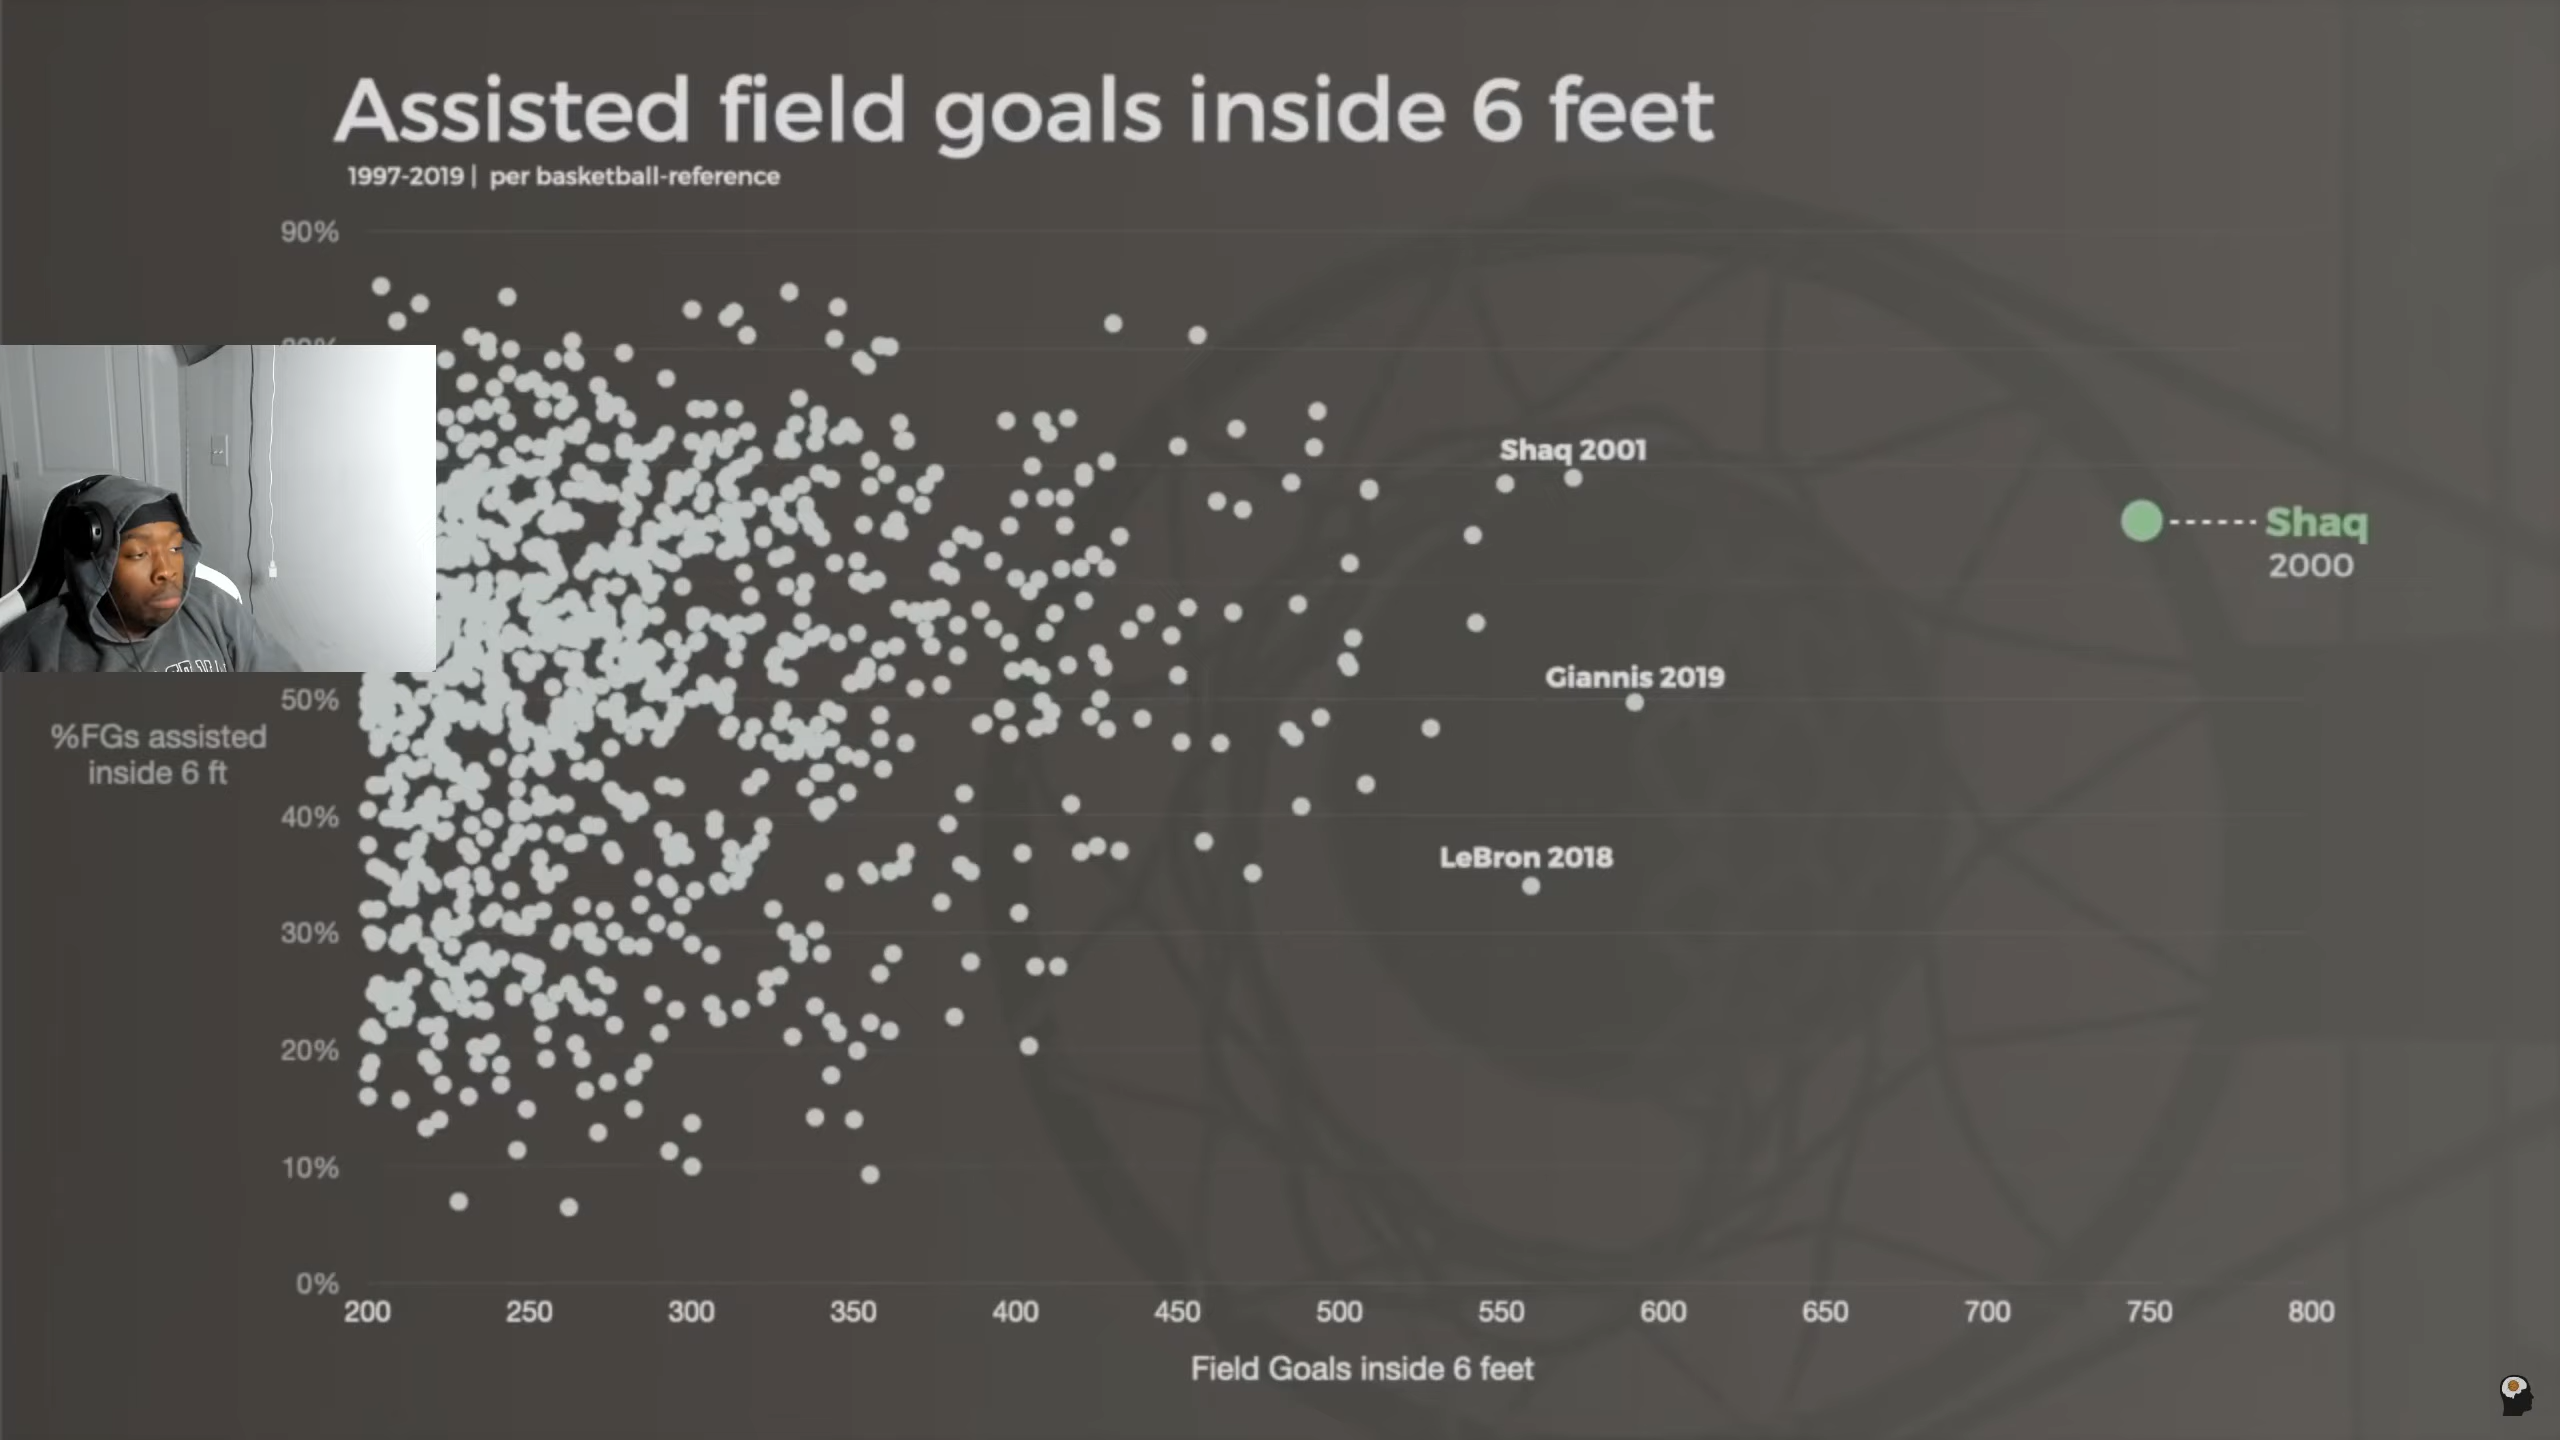 Assisted field goals inside 6 feet
1997-2019 | per basketball-reference
90%
Shaq 2001
Shaq
2000
50%
Giannis 2019
%FGs assisted
inside 6 ft
40%
LeBron 2018
30%
20%
10%
0%
200 250 300 350 400 450 500 550 600 650 700 750 800
Field Goals inside 6 feet